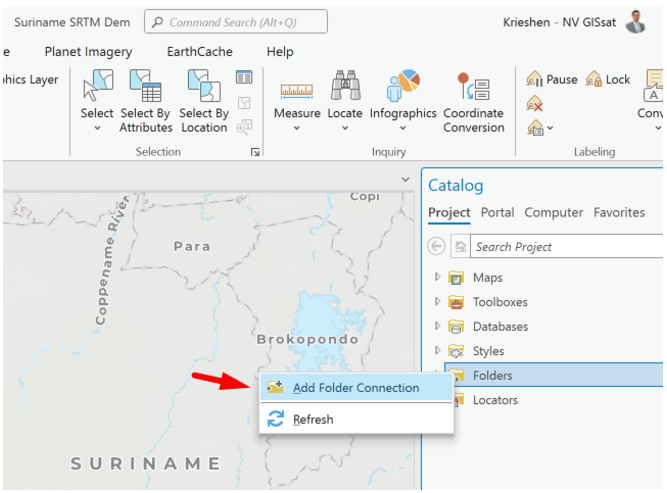 Suriname SRTM Dem
Command Search (Alt+Q)
Krieshen - NV GISsat
e
Planet Imagery
EarthCache
Help
hics Layer
Select
Select By
Attributes
Select By
Location
Measure
Locate
Infographics
Coordinate
Conversion
Pause
Lock
A
Conv
Selection
Inquiry
Labeling
Copi
Coppename River
Para
Brokopondo
SURINAME
Add Folder Connection
Refresh
Catalog
Project
Portal
Computer
Favorites
Search Project
Maps
Toolboxes
Databases
Styles
Folders
Locators